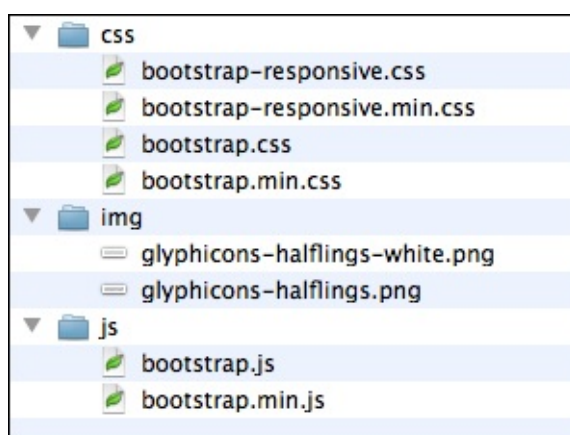 css
bootstrap-responsive.css
bootstrap-responsive.min.css
bootstrap.css
bootstrap.min.css
img
glyphicons-halflings-white.png
glyphicons-halflings.png
js
bootstrap.js
bootstrap.min.js